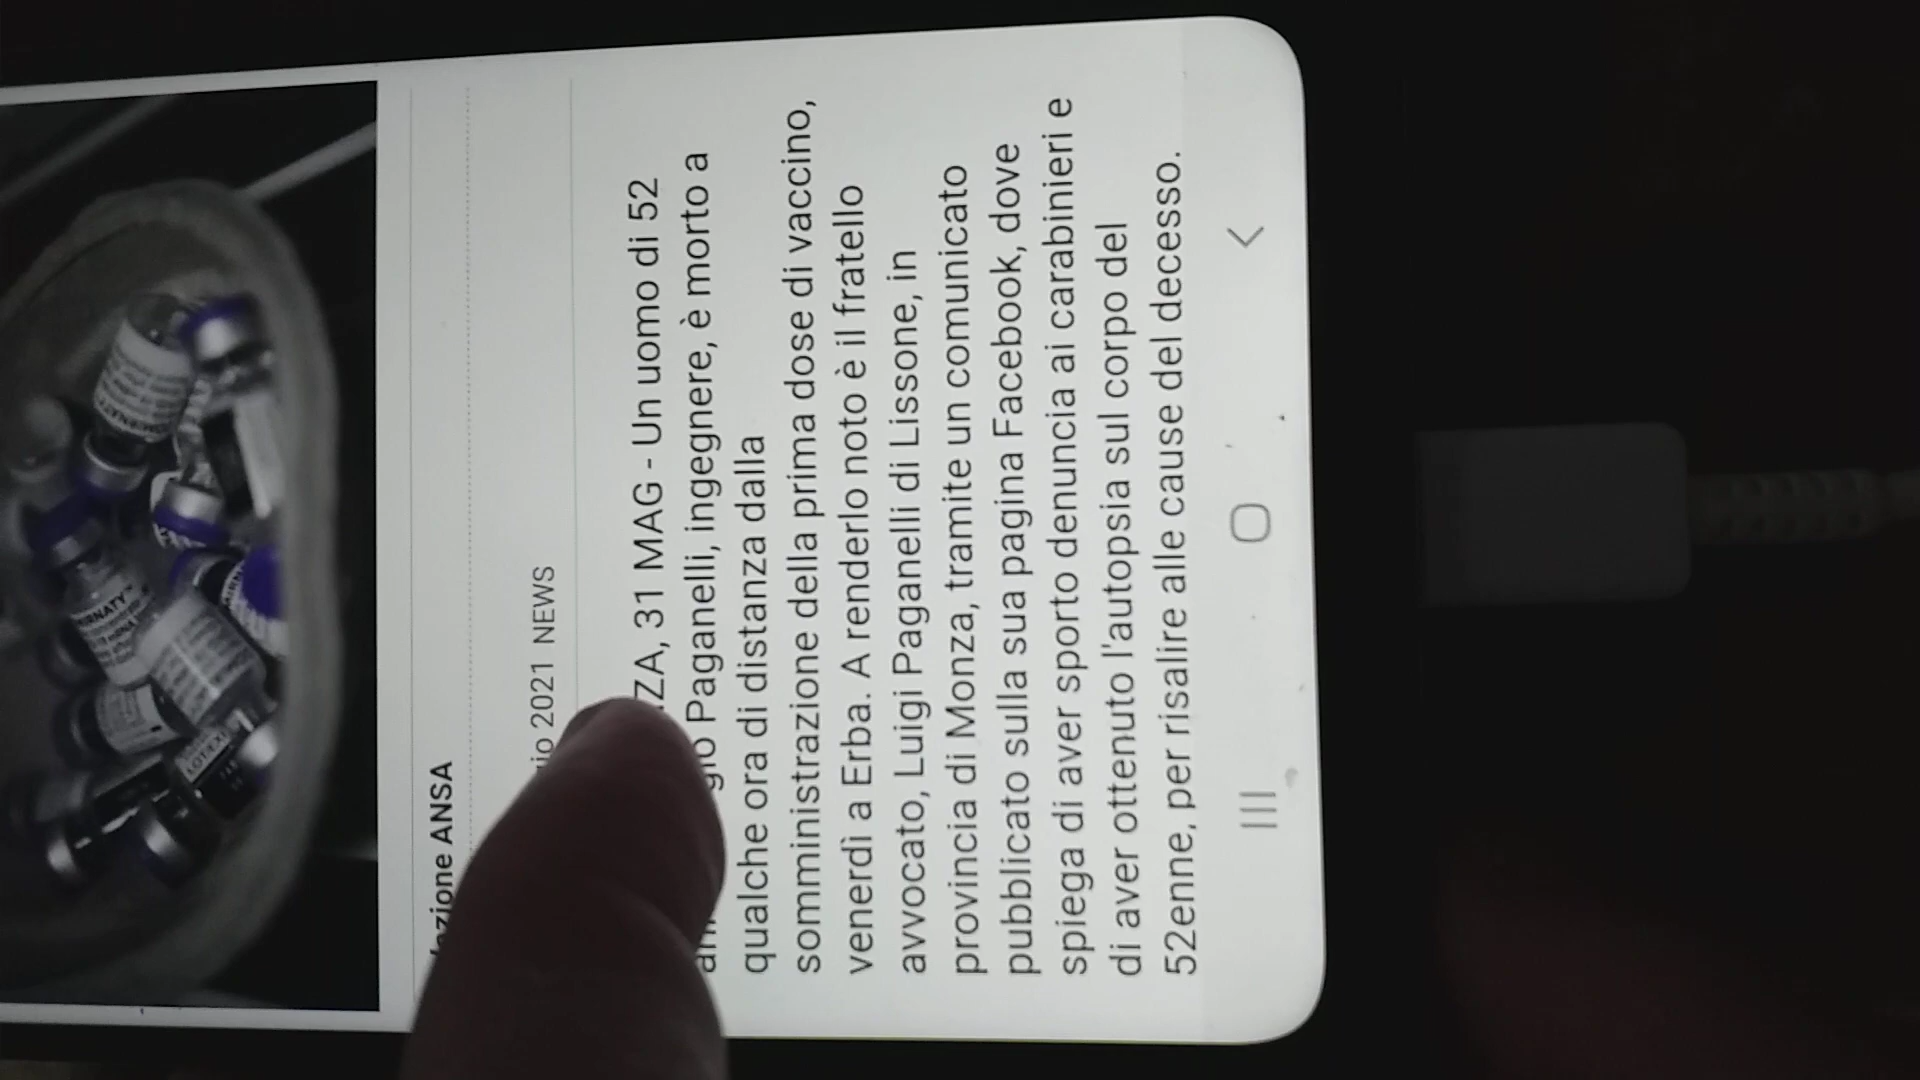 azione ANSA
gio 2021 NEWS
ZA, 31 MAG - Un uomo di 52
gio Paganelli, ingegnere, è morto a
qualche ora di distanza dalla
somministrazione della prima dose di vaccino,
venerdì a Erba. A renderlo noto è il fratello
avvocato, Luigi Paganelli di Lissone, in
provincia di Monza, tramite un comunicato
pubblicato sulla sua pagina Facebook, dove
spiega di aver sporto denuncia ai carabinieri e
di aver ottenuto l'autopsia sul corpo del
52enne, per risalire alle cause del decesso.